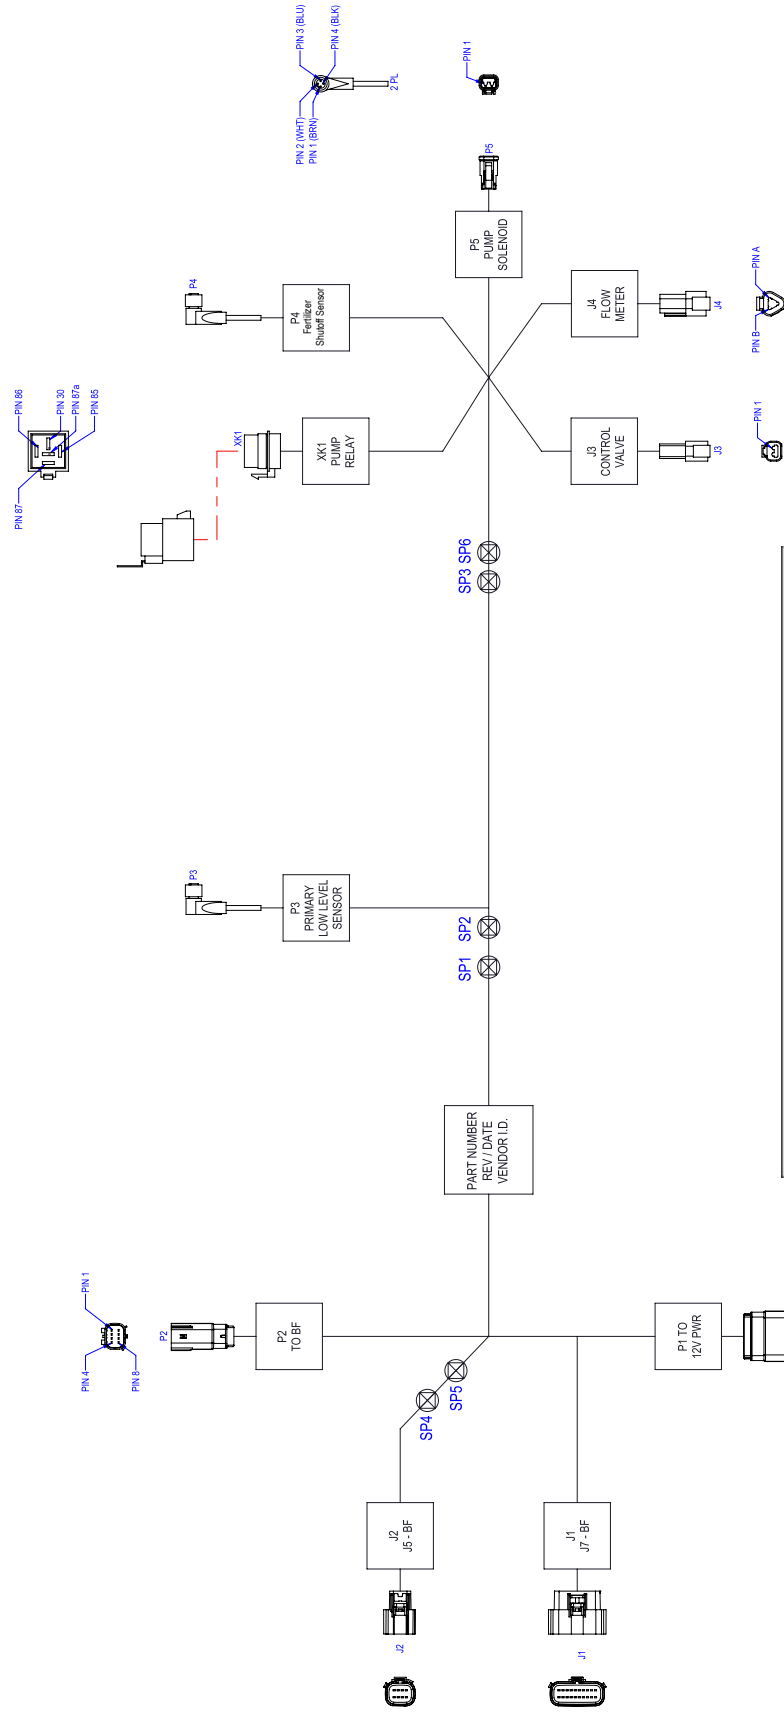 PIN 3 (BLU)
PIN 4 (BLK)
PIN 2 (WHT)
PIN 1 (BRN)
2 PL
PIN 1
P5
P5
PUMP
SOLENOID
P4
P4
Fertilizer
Shutoff Sensor
J4
FLOW
METER
J4
PIN A
PIN B
PIN 86
PIN 30
PIN 87a
PIN 85
PIN 87
XK1
XK1
PUMP
RELAY
J3
CONTROL
VALVE
J3
PIN 1
SP3
SP6
P3
P3
PRIMARY
LOW LEVEL
SENSOR
SP1
SP2
PART NUMBER
REV / DATE
VENDOR I.D.
PIN 1
PIN 4
PIN 8
P2
P2
TO BF
P1 TO
12V PWR
SP4
SP5
J2
J5 - BF
J2
J1
J7 - BF
J1